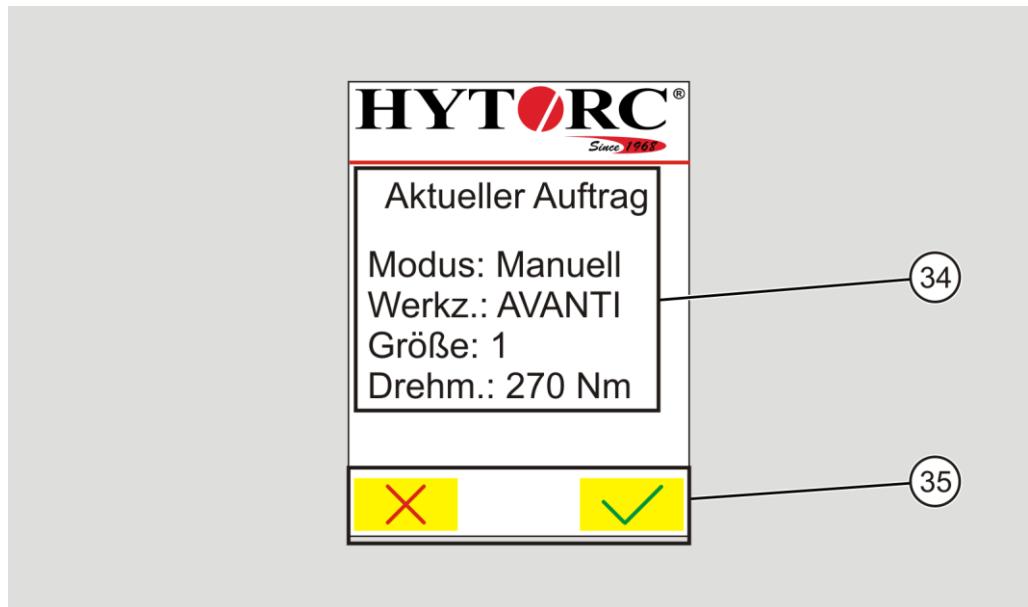 HYTORC®
Since 1968
Aktueller Auftrag
Modus: Manuell
Werkz.: AVANTI
Größe: 1
Drehm.: 270 Nm
34
35